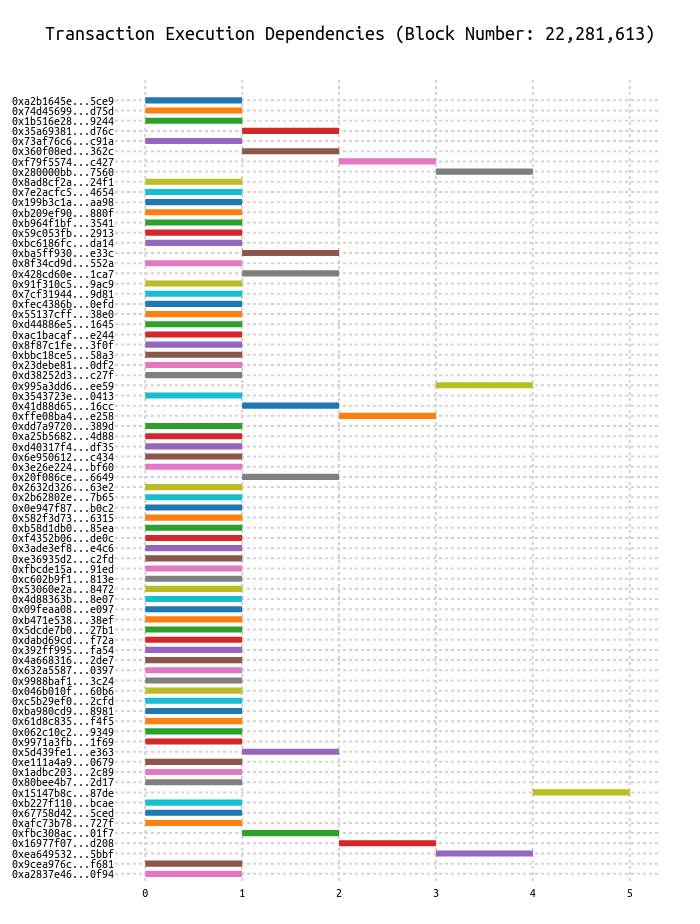 Transaction Execution Dependencies (Block Number: 22,281,613)
0xa2b1645e...5ce9
0x74d45699...d75d
0x1b516e28...9244
0x35a69381...d76c
0x73af76c6...c91a
0x360f08ed...362c
0xf79f5574...c427
0x280000bb...7560
0x8ad8cf2a...24f1
0x7e2acfc5...4654
0x199b3c1a...aa98
0xb209ef90...880f
0xb964f1bf...3541
0x59c053fb...2913
0xbc6186fc...da14
0xba5ff930...e33c
0x8f34cd9d...552a
0x428cd60e...1ca7
0x91f310c5...9ac9
0x7cf31944...9d81
0xfec4386b...0efd
0x55137cff...38e0
0xd44886e5...1645
0xac1bacaf...e244
0x8f87c1fe...3f0f
0xbbc18ce5...58a3
0x23debe81...0df2
0xd38252d3...c27f
0x995a3dd6...ee59
0x3543723e...0413
0x41d88d65...16cc
0xffe08ba4...e258
0xdd7a9720...389d
0xa25b5682...4d88
0xd40317f4...df35
0x6e950612...c434
0x3e26e224...bf60
0x20f086ce...6649
0x2632d326...63e2
0x2b62802e...7b65
0x0e947f87...b0c2
0x582f3d73...6315
0xb58d1db0...85ea
0xf4352b06...de0c
0x3ade3ef8...e4c6
0xe36935d2...c2fd
0xfbcde15a...91ed
0xc602b9f1...813e
0x53060e2a...8472
0x4d88363b...8e07
0x09feaa08...e097
0xb471e538...38ef
0x5dcde7b0...27b1
0xdabd69cd...f72a
0x392ff995...fa54
0x4a668316...2de7
0x632a5587...0397
0x9988baf1...3c24
0x046b010f...60b6
0xc5b29ef0...2cfd
0xba980cd9...8981
0x61d8c835...f4f5
0x062c10c2...9349
0x9971a3fb...1f69
0x5d439fe1...e363
0xe111a4a9...0679
0x1adbc203...2c89
0x80bee4b7...2d17
0x15147b8c...87de
0xb227f110...bcae
0x67758d42...5ced
0xafc73b78...727f
0xfbc308ac...01f7
0x16977f07...d208
0xea649532...5bbf
0x9cea976c...f681
0xa2837e46...0f94
0 1 2 3 4 5